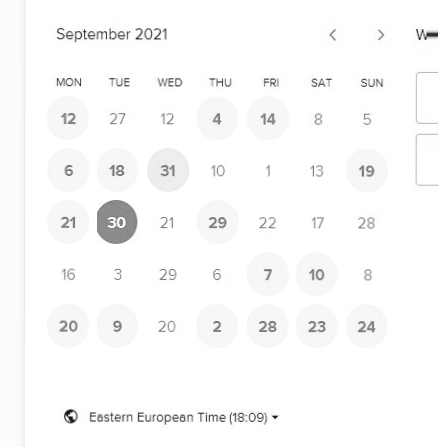 September 2021
MON TUE WED THU FRI SAT SUN
12 27 12 4 14 8 5
6 18 31 10 1 13 19
21 30 21 29 22 17 28
16 3 29 6 7 10 8
20 9 20 2 28 23 24
Eastern European Time (18:09)